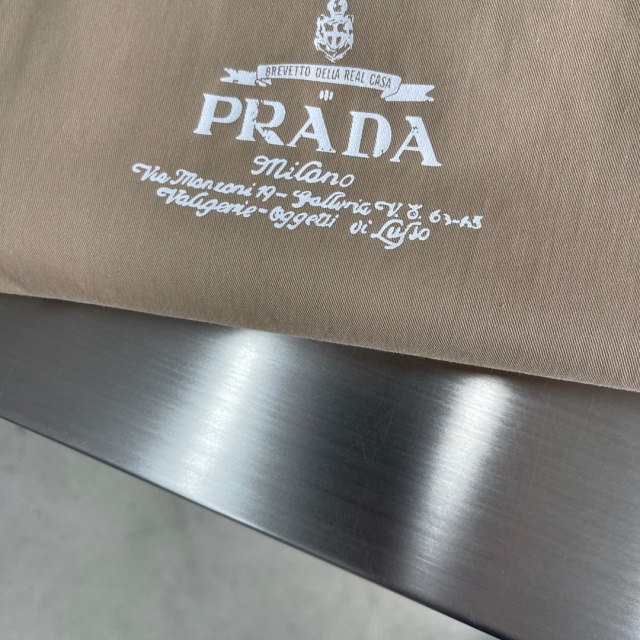 BREVETTO DELLA REAL CASA
PRADA
Milano
Via Manzoni 19 - Galleria V. E. 63-65
Valigerie - Oggetti di Lusso